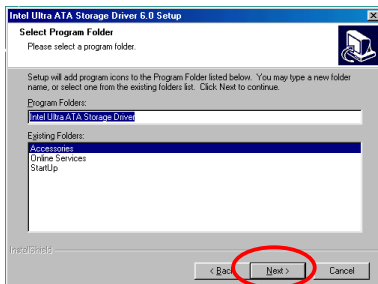 Intel Ultra ATA Storage Driver 6.0 Setup
Select Program Folder
Please select a program folder.
Setup will add program icons to the Program Folder listed below. You may type a new folder
name, or select one from the existing folders list. Click Next to continue.
Program Folders:
Intel Ultra ATA Storage Driver
Existing Folders:
Accessories
Online Services
StartUp
InstallShield
< Back
Next >
Cancel